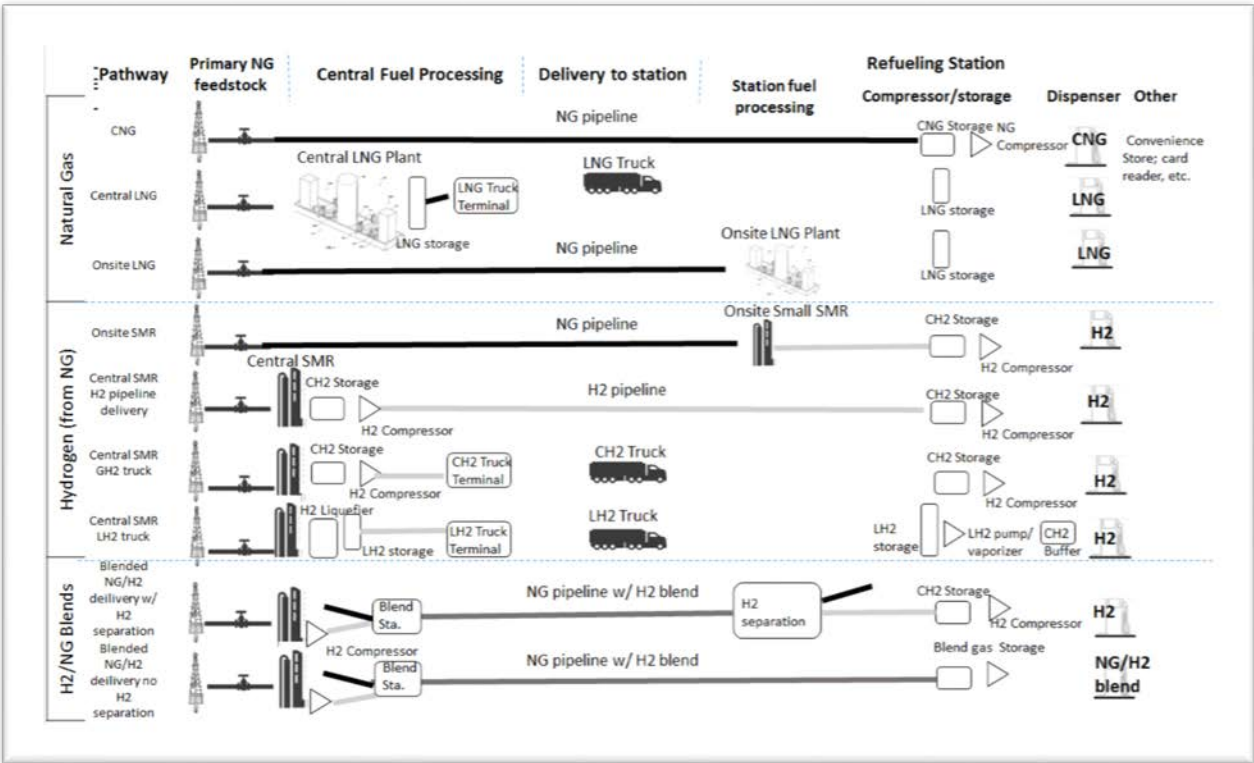 Pathway
Primary NG
feedstock
Central Fuel Processing
Delivery to station
Station fuel
processing
Refueling Station
Compressor/storage
Dispenser
Other
Natural Gas
CNG
NG pipeline
CNG Storage
NG
Compressor
CNG
Convenience
Store; card
reader, etc.
Central LNG
Central LNG Plant
LNG storage
LNG Truck
Terminal
LNG Truck
LNG storage
LNG
Onsite LNG
NG pipeline
Onsite LNG Plant
LNG storage
LNG
Hydrogen (from NG)
Onsite SMR
NG pipeline
Onsite Small SMR
CH2 Storage
H2 Compressor
H2
Central SMR
H2 pipeline
delivery
Central SMR
CH2 Storage
H2 Compressor
H2 pipeline
CH2 Storage
H2 Compressor
H2
Central SMR
GH2 truck
CH2 Storage
H2 Compressor
CH2 Truck
Terminal
CH2 Truck
CH2 Storage
H2 Compressor
H2
Central SMR
LH2 truck
H2 Liquefier
LH2 storage
LH2 Truck
Terminal
LH2 Truck
LH2
storage
LH2 pump/
vaporizer
CH2
Buffer
H2
H2/NG Blends
Blended
NG/H2
deilivery w/
H2
separation
H2 Compressor
Blend
Sta.
NG pipeline w/ H2 blend
H2
separation
CH2 Storage
H2 Compressor
H2
Blended
NG/H2
deilivery no
H2
separation
Blend
Sta.
NG pipeline w/ H2 blend
Blend gas Storage
NG/H2
blend